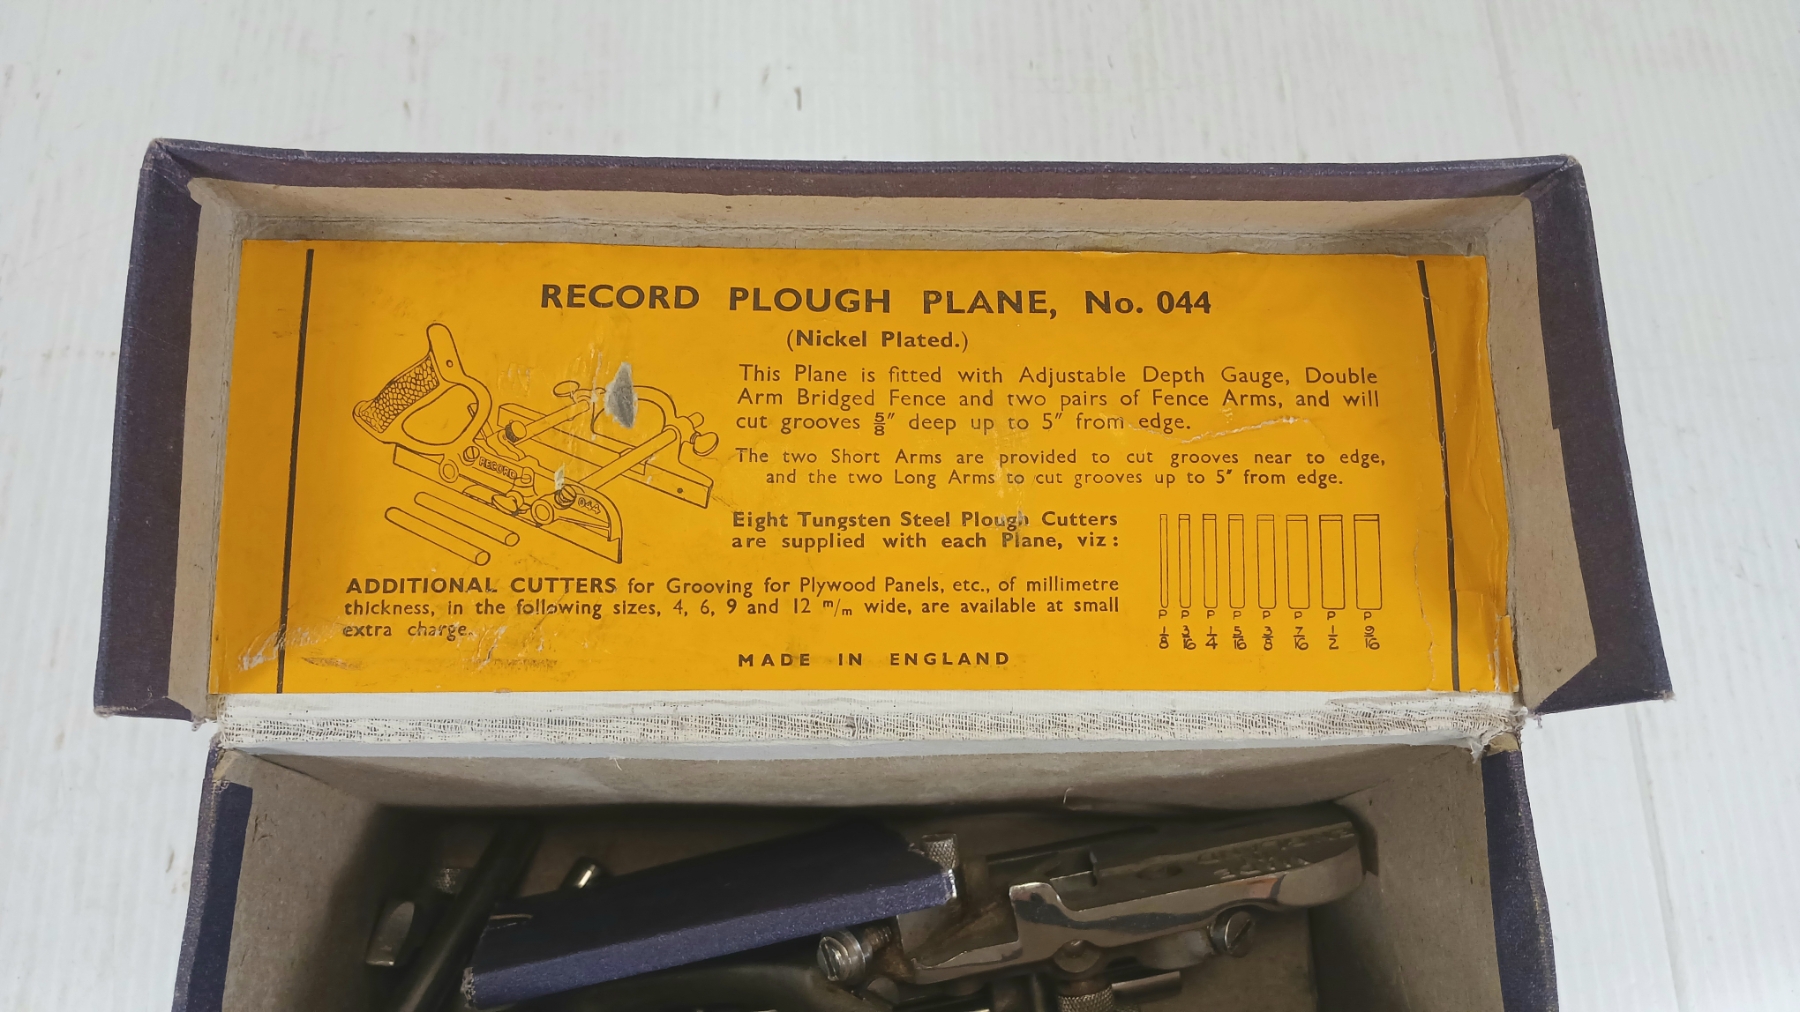 RECORD PLOUGH PLANE, No. 044
(Nickel Plated.)
This Plane is fitted with Adjustable Depth Gauge, Double
Arm Bridged Fence and two pairs of Fence Arms, and will
cut grooves 5/8" deep up to 5" from edge.
The two Short Arms are provided to cut grooves near to edge,
and the two Long Arms to cut grooves up to 5" from edge.
RECORD
044
Eight Tungsten Steel Plough Cutters
are supplied with each Plane, viz:
P P P P P P P P
1/8 3/16 1/4 5/16 3/8 7/16 1/2 9/16
ADDITIONAL CUTTERS for Grooving for Plywood Panels, etc., of millimetre
thickness, in the following sizes, 4, 6, 9 and 12 m/m wide, are available at small
extra charge.
MADE IN ENGLAND